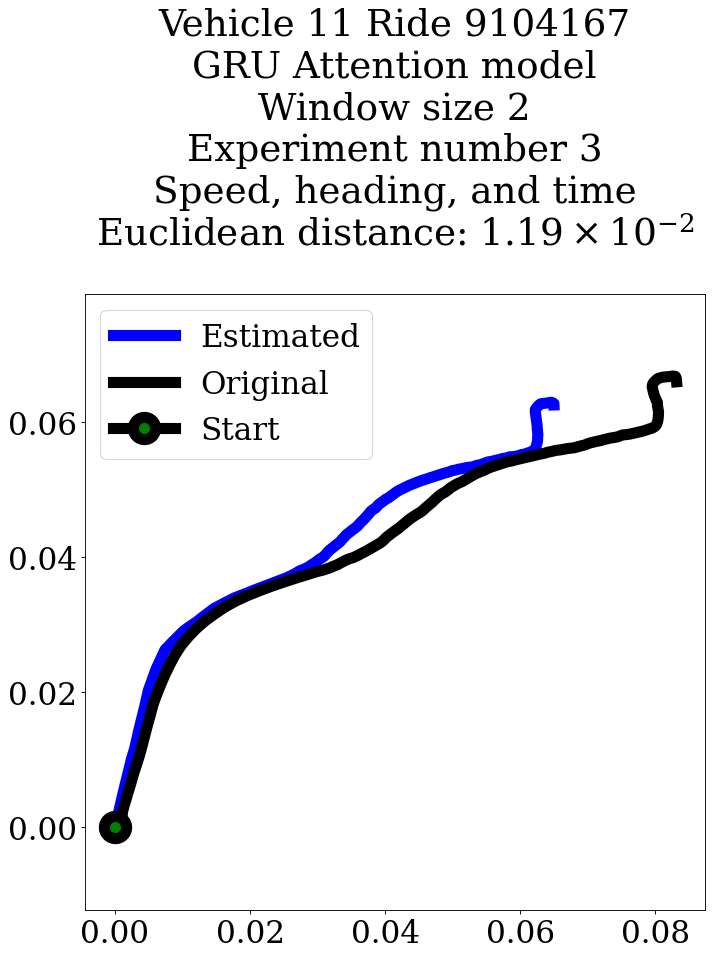 Vehicle 11 Ride 9104167
GRU Attention model
Window size 2
Experiment number 3
Speed, heading, and time
Euclidean distance: 1.19 × 10⁻²
Estimated
Original
Start
0.06
0.04
0.02
0.00
0.00 0.02 0.04 0.06 0.08